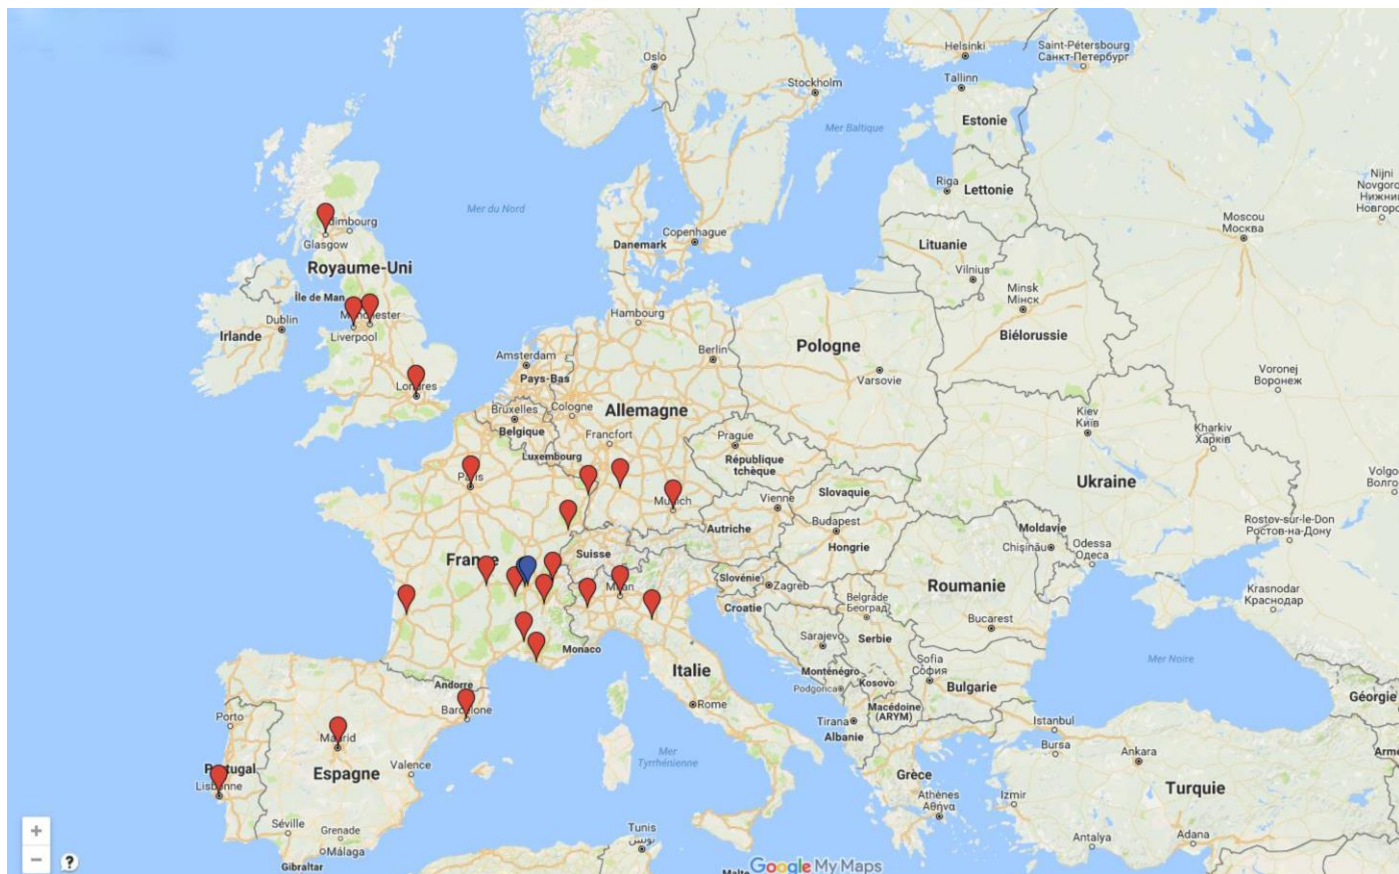 Oslo
Stockholm
Helsinki
Tallinn
Saint-Pétersbourg
Санкт-Петербург
Estonie
Mer Baltique
Riga
Lettonie
Nijni
Novgoro
Нижни
Новгор
Mer du Nord
Moscou
Москва
Édimbourg
Glasgow
Danemark
Copenhague
Lituanie
Vilnius
Royaume-Uni
Minsk
Мінск
Île de Man
Manchester
Dublin
Irlande
Liverpool
Hambourg
Biélorussie
Berlin
Pologne
Varsovie
Amsterdam
Pays-Bas
Voronej
Воронеж
Londres
Bruxelles
Cologne
Allemagne
Belgique
Kiev
Київ
Kharkiv
Харків
Francfort
Prague
République
tchèque
Luxembourg
Paris
Volgo
Волго
Ukraine
Slovaquie
Munich
Vienne
Autriche
Budapest
Hongrie
Moldavie
Chișinău
Odessa
Одеса
Rostov-sur-le-Don
Ростов-на-Дону
Suisse
France
Slovénie
Zagreb
Milan
Roumanie
Krasnodar
Краснодар
Croatie
Belgrade
Београд
Bucarest
Sarajevo
Serbie
Monaco
Italie
Monténégro
Kosovo
Sofia
София
Mer Noire
Podgorica
Bulgarie
Andorre
Géorgie
Barcelone
Rome
Macédoine
(ARYM)
Porto
Tirana
Albanie
Istanbul
Bursa
Ankara
Armé
Madrid
Mer
Tyrrhénienne
Portugal
Espagne
Valence
Grèce
Lisbonne
Athènes
Αθήνα
Izmir
Turquie
Séville
Grenade
Málaga
Gibraltar
Tunis
تونس
Antalya
Adana
Malte
Google My Maps
+
−
?